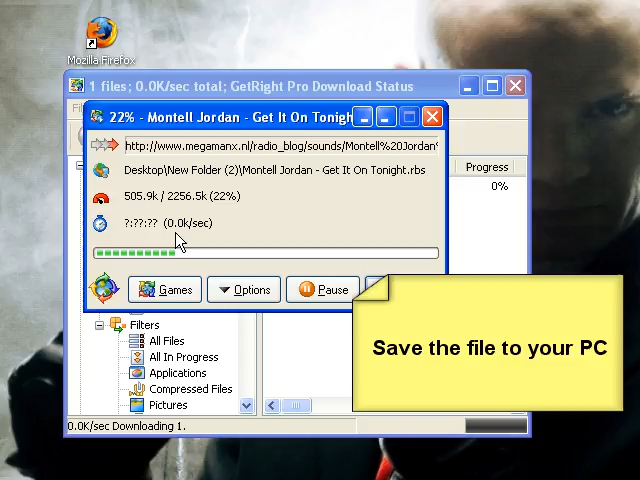 Mozilla Firefox
1 files; 0.0K/sec total; GetRight Pro Download Status
22% - Montell Jordan - Get It On Tonigh
http://www.megamanx.nl/radio_blog/sounds/Montell%20Jordan%
Desktop\New Folder (2)\Montell Jordan - Get It On Tonight.rbs
505.9k / 2256.5k (22%)
?:??:?? (0.0k/sec)
Games
Options
Pause
Progress
0%
Save the file to your PC
Filters
All Files
All In Progress
Applications
Compressed Files
Pictures
0.0K/sec Downloading 1.